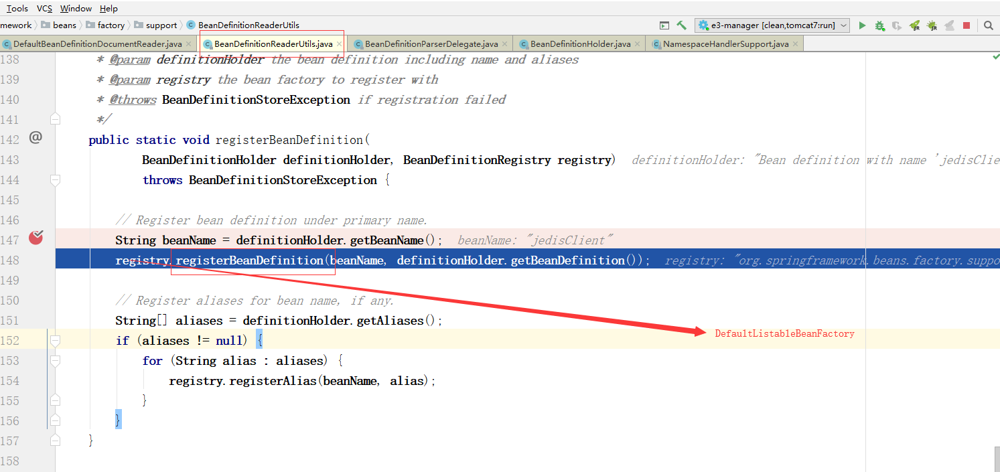 Tools VCS Window Help
mework beans factory support BeanDefinitionReaderUtils e3-manager [clean,tomcat7:run]
DefaultBeanDefinitionDocumentReader.java BeanDefinitionReaderUtils.java BeanDefinitionParserDelegate.java BeanDefinitionHolder.java NamespaceHandlerSupport.java
138 * @param definitionHolder the bean definition including name and aliases
139 * @param registry the bean factory to register with
140 * @throws BeanDefinitionStoreException if registration failed
141 */
142 @ public static void registerBeanDefinition(
143 BeanDefinitionHolder definitionHolder, BeanDefinitionRegistry registry) definitionHolder: "Bean definition with name 'jedisClie
144 throws BeanDefinitionStoreException {
145
146 // Register bean definition under primary name.
147 String beanName = definitionHolder.getBeanName(); beanName: "jedisClient"
148 registry.registerBeanDefinition(beanName, definitionHolder.getBeanDefinition()); registry: "org.springframework.beans.factory.suppo
149
150 // Register aliases for bean name, if any.
151 String[] aliases = definitionHolder.getAliases();
DefaultListableBeanFactory
152 if (aliases != null) {
153 for (String alias : aliases) {
154 registry.registerAlias(beanName, alias);
155 }
156 }
157 }
158